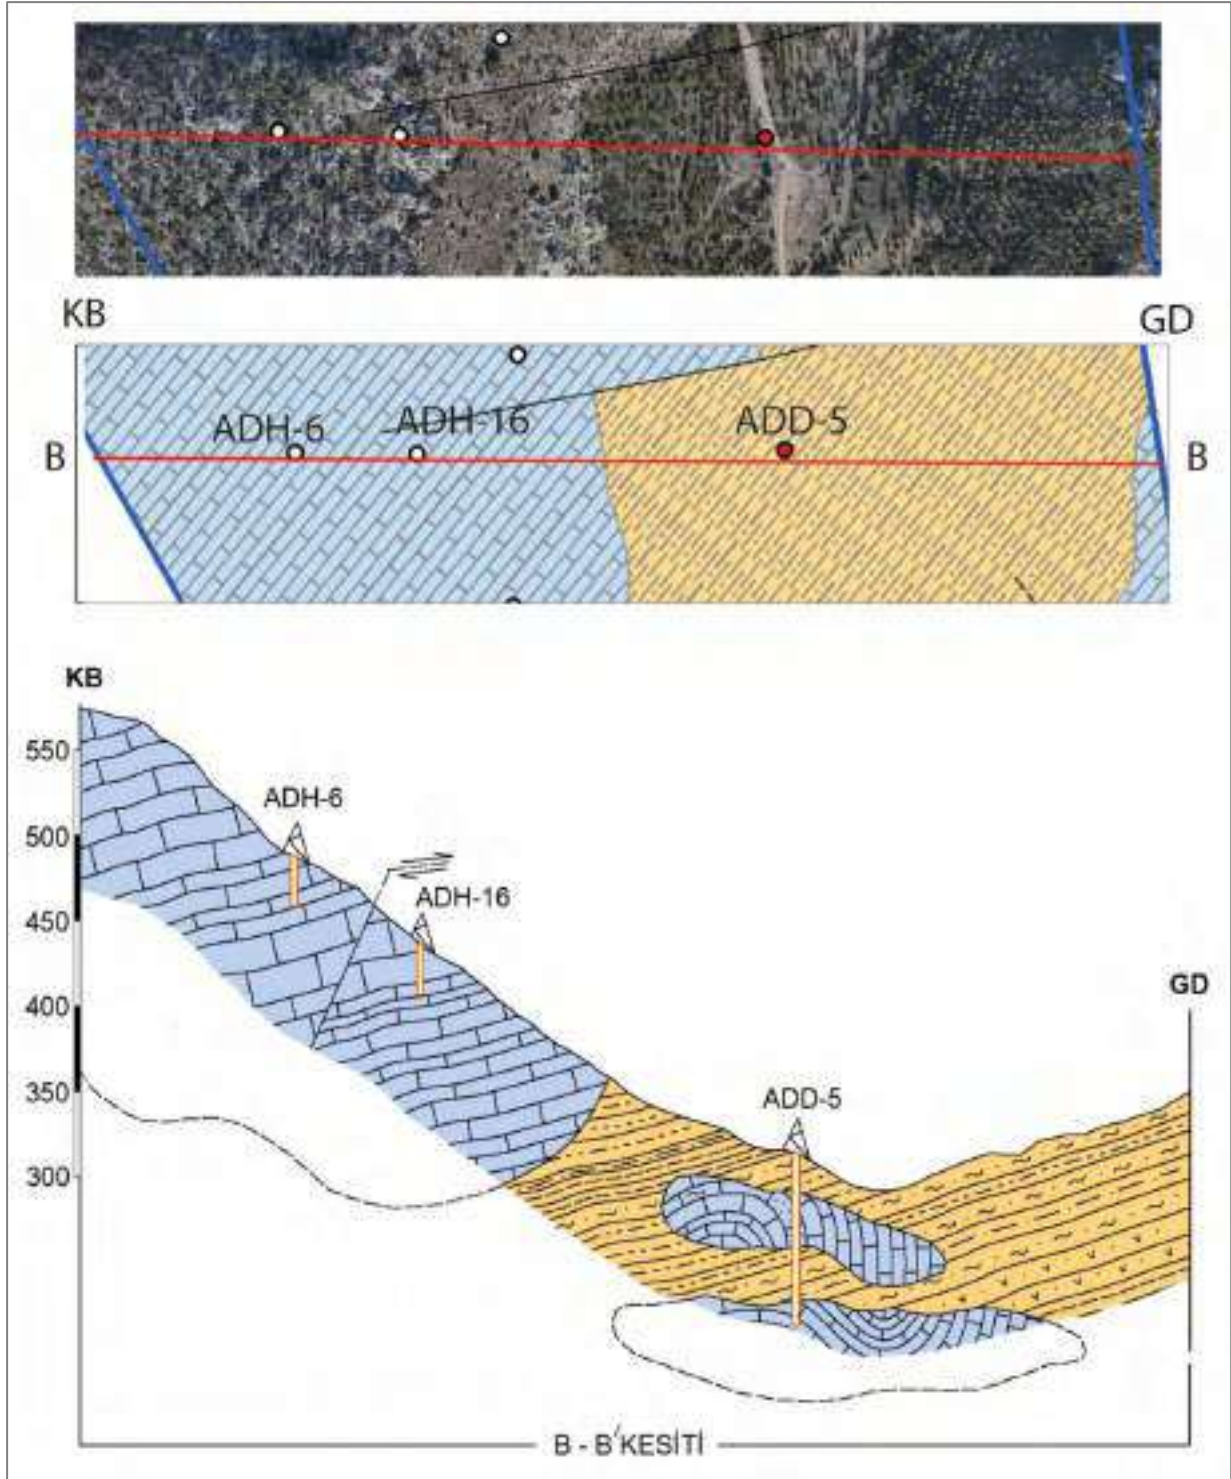 KB GD
ADH-6 ADH-16 ADD-5
B B
KB
550
ADH-6
500
ADH-16
450
400
GD
350
ADD-5
300
B - B'KESİTİ